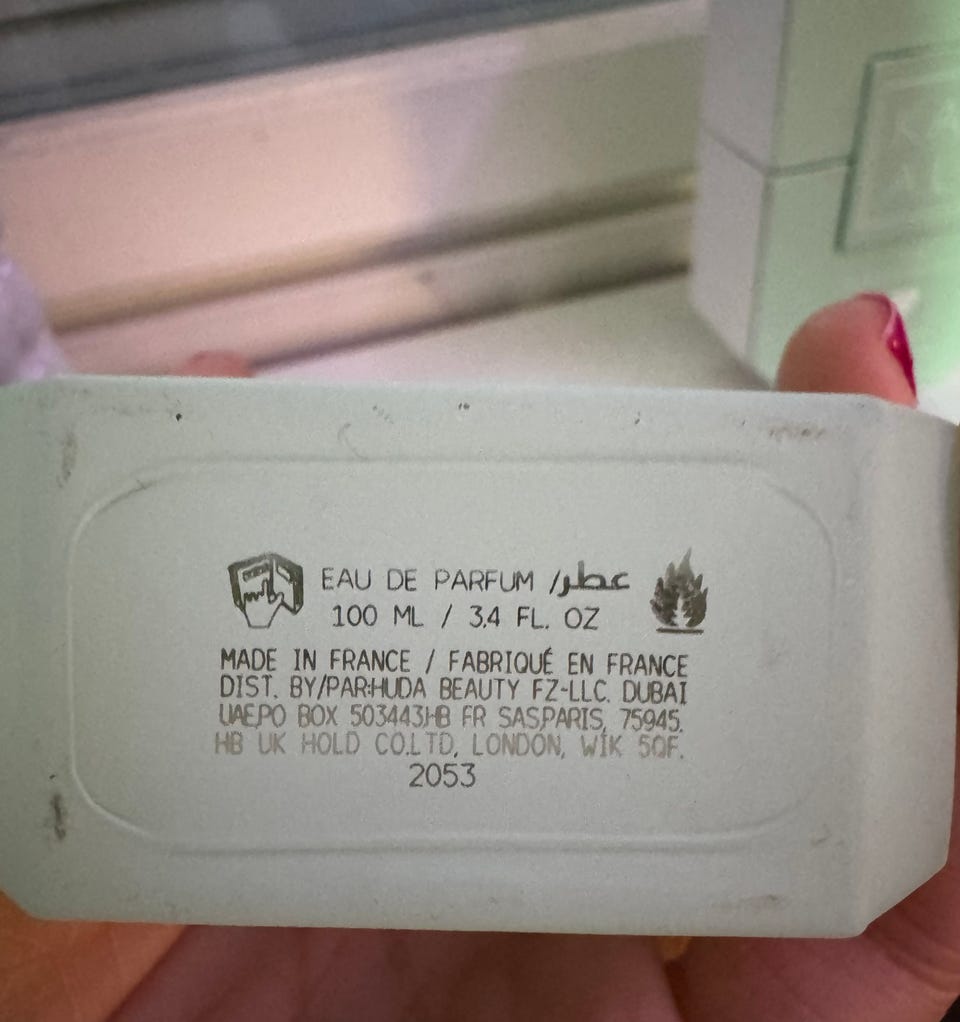 EAU DE PARFUM / عطر
100 ML / 3.4 FL. OZ
MADE IN FRANCE / FABRIQUÉ EN FRANCE
DIST. BY/PAR:HUDA BEAUTY FZ-LLC. DUBAI
UAE.PO BOX 503443.HB FR SAS.PARIS, 75945.
HB UK HOLD CO.LTD, LONDON, W1K 5QF.
2053